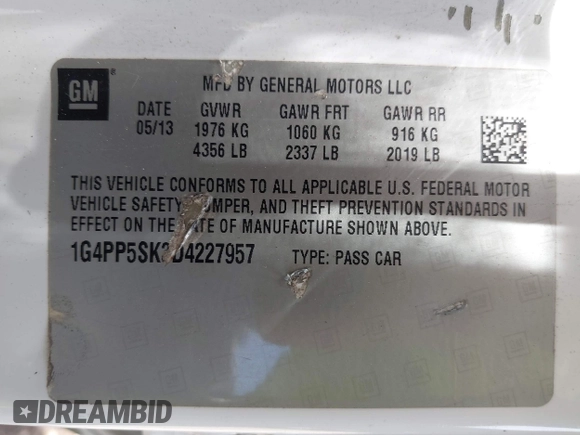 GM
MFD BY GENERAL MOTORS LLC
DATE GVWR GAWR FRT GAWR RR
05/13 1976 KG 1060 KG 916 KG
4356 LB 2337 LB 2019 LB
THIS VEHICLE CONFORMS TO ALL APPLICABLE U.S. FEDERAL MOTOR
VEHICLE SAFETY, BUMPER, AND THEFT PREVENTION STANDARDS IN
EFFECT ON THE DATE OF MANUFACTURE SHOWN ABOVE.
TYPE: PASS CAR
DREAMBID